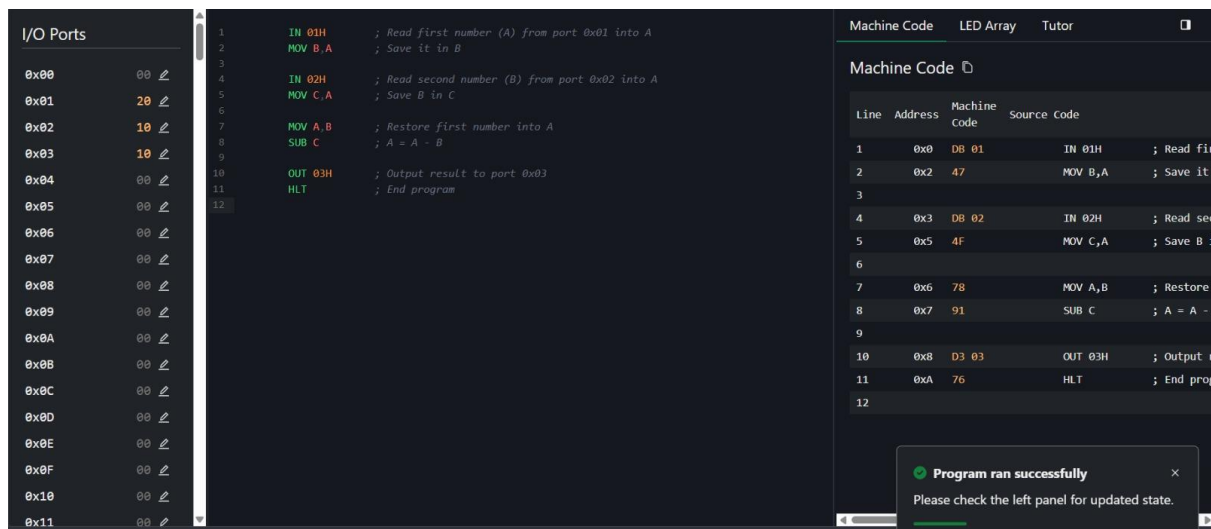 I/O Ports
0x00 00
0x01 20
0x02 10
0x03 10
0x04 00
0x05 00
0x06 00
0x07 00
0x08 00
0x09 00
0x0A 00
0x0B 00
0x0C 00
0x0D 00
0x0E 00
0x0F 00
0x10 00
0x11 00
1 IN 01H ; Read first number (A) from port 0x01 into A
2 MOV B,A ; Save it in B
3
4 IN 02H ; Read second number (B) from port 0x02 into A
5 MOV C,A ; Save B in C
6
7 MOV A,B ; Restore first number into A
8 SUB C ; A = A - B
9
10 OUT 03H ; Output result to port 0x03
11 HLT ; End program
12
Machine Code LED Array Tutor
Machine Code
Line Address Machine Code Source Code
1 0x0 DB 01 IN 01H ; Read fi
2 0x2 47 MOV B,A ; Save it
3
4 0x3 DB 02 IN 02H ; Read se
5 0x5 4F MOV C,A ; Save B
6
7 0x6 78 MOV A,B ; Restore
8 0x7 91 SUB C ; A = A -
9
10 0x8 D3 03 OUT 03H ; Output
11 0xA 76 HLT ; End pro
12
Program ran successfully
Please check the left panel for updated state.